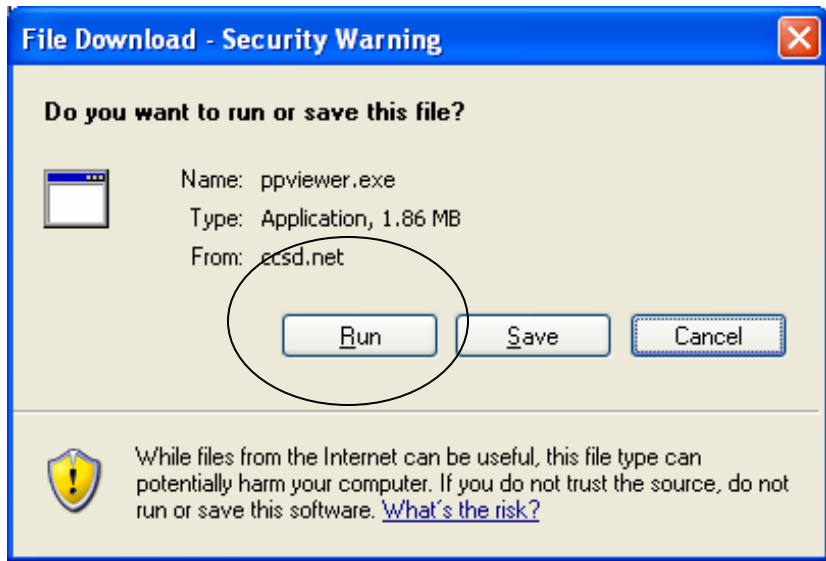 File Download - Security Warning
Do you want to run or save this file?
Name: ppviewer.exe
Type: Application, 1.86 MB
From: ccsd.net
Run Save Cancel
While files from the Internet can be useful, this file type can
potentially harm your computer. If you do not trust the source, do not
run or save this software. What's the risk?